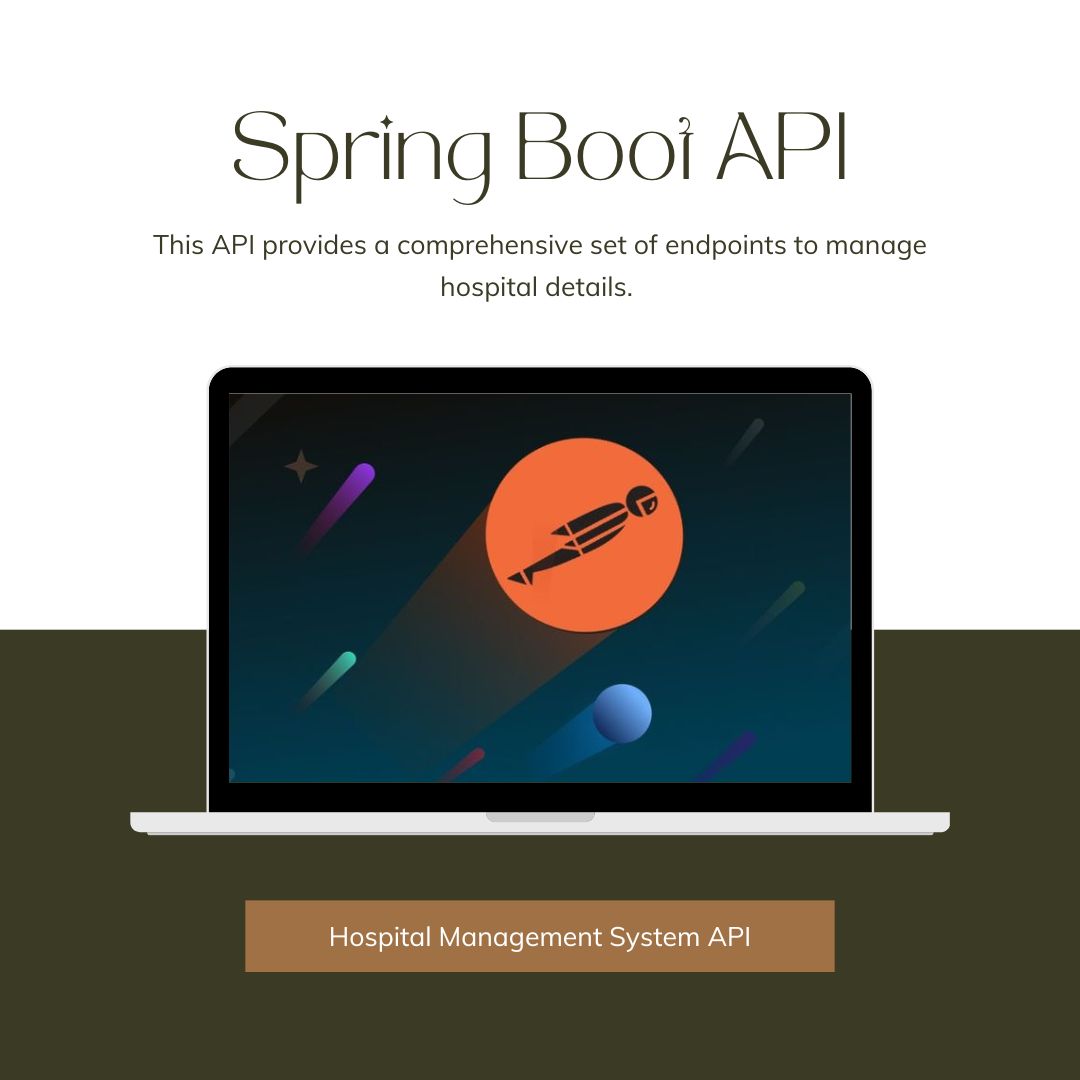 Spring Boot API
This API provides a comprehensive set of endpoints to manage
hospital details.
Hospital Management System API